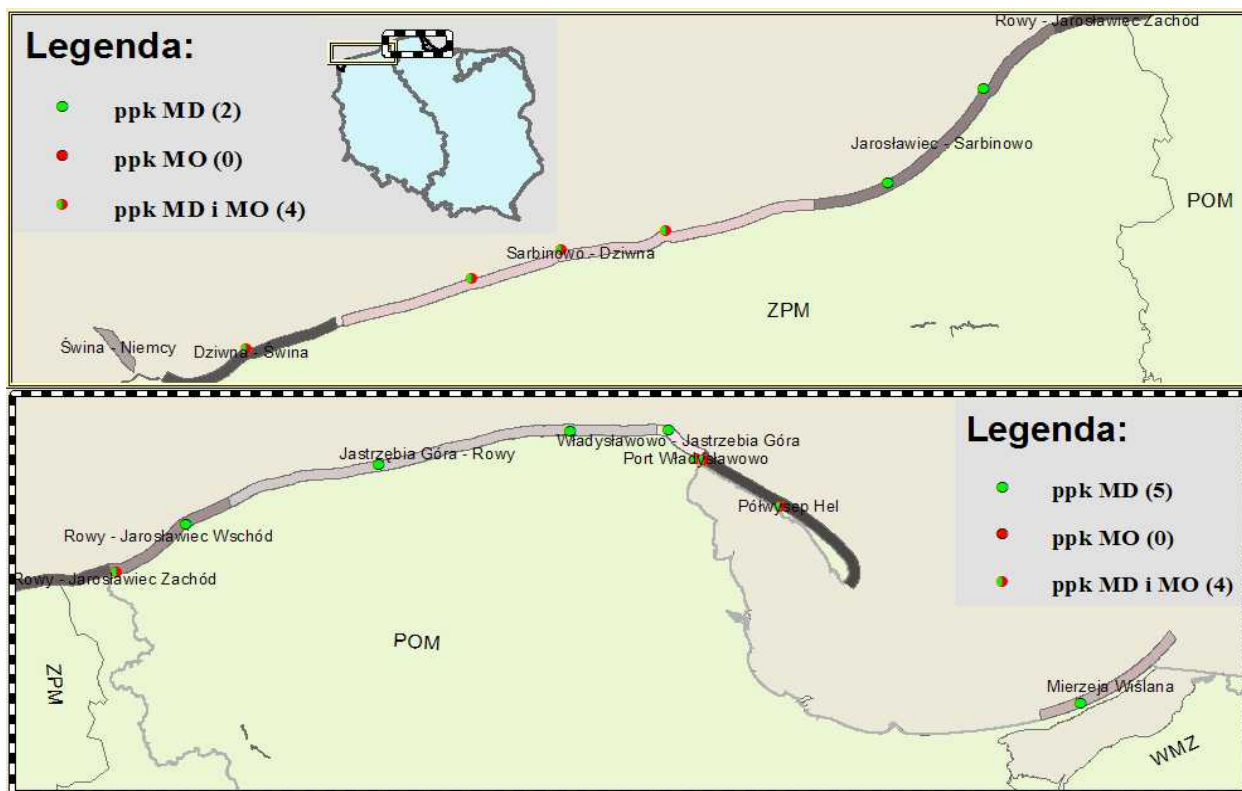 Legenda:
ppk MD (2)
ppk MO (0)
ppk MD i MO (4)
Rowy - Jarosławiec Zachód
Jarosławiec - Sarbinowo
POM
Sarbinowo - Dziwna
ZPM
Świna - Niemcy
Dziwna - Świna
Legenda:
ppk MD (5)
ppk MO (0)
ppk MD i MO (4)
Władysławowo - Jastrzebia Góra
Jastrzębia Góra - Rowy
Port Władysławowo
Półwysep Hel
Rowy - Jarosławiec Wschód
Rowy - Jarosławiec Zachód
POM
ZPM
Mierzeja Wiślana
WMZ